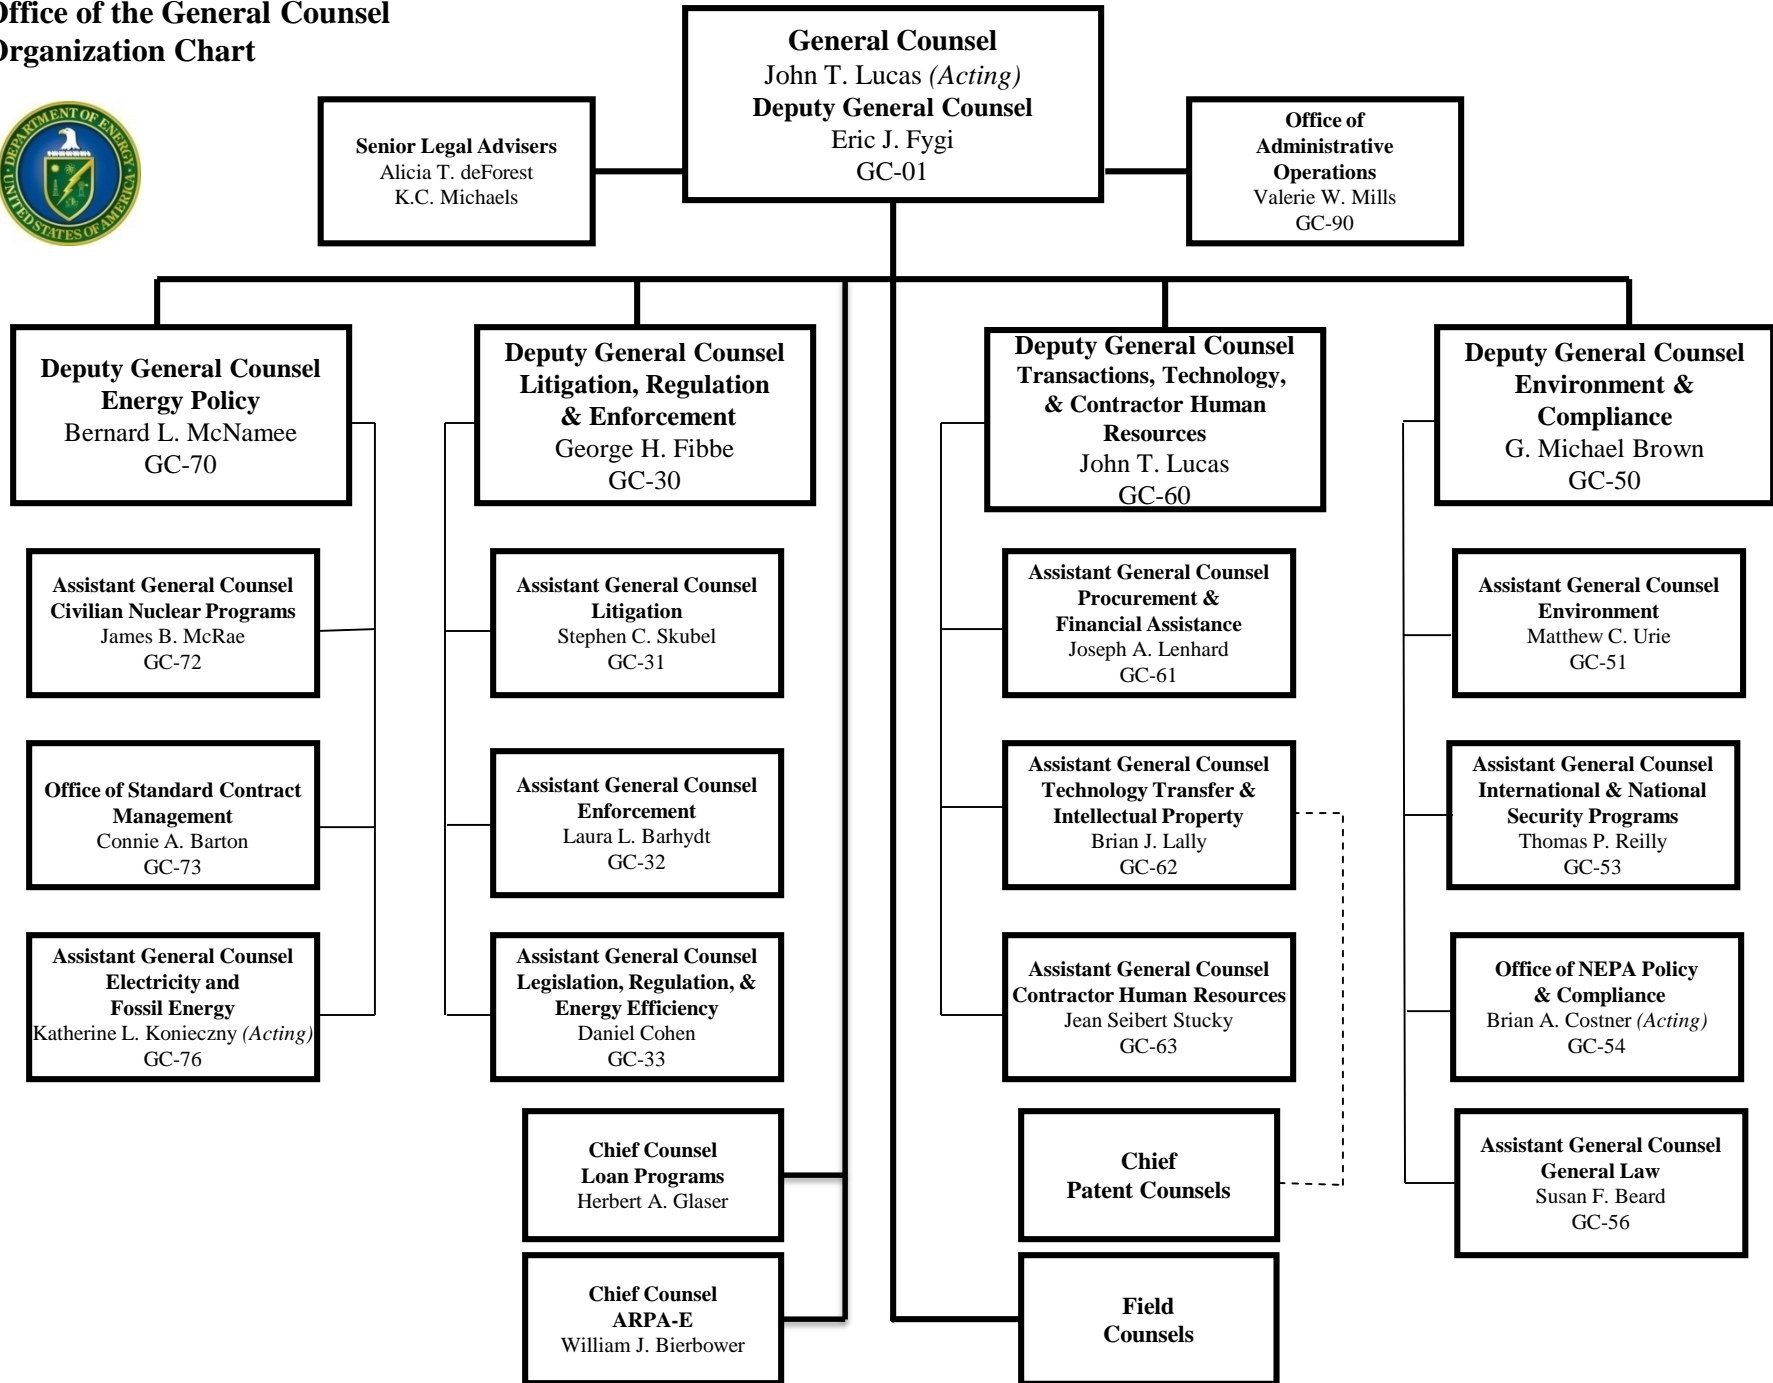 Office of the General Counsel
Organization Chart
DEPARTMENT OF ENERGY
UNITED STATES OF AMERICA
General Counsel
John T. Lucas (Acting)
Deputy General Counsel
Eric J. Fygi
GC-01
Senior Legal Advisers
Alicia T. deForest
K.C. Michaels
Office of
Administrative
Operations
Valerie W. Mills
GC-90
Deputy General Counsel
Energy Policy
Bernard L. McNamee
GC-70
Deputy General Counsel
Litigation, Regulation
& Enforcement
George H. Fibbe
GC-30
Deputy General Counsel
Transactions, Technology,
& Contractor Human
Resources
John T. Lucas
GC-60
Deputy General Counsel
Environment &
Compliance
G. Michael Brown
GC-50
Assistant General Counsel
Civilian Nuclear Programs
James B. McRae
GC-72
Assistant General Counsel
Litigation
Stephen C. Skubel
GC-31
Assistant General Counsel
Procurement &
Financial Assistance
Joseph A. Lenhard
GC-61
Assistant General Counsel
Environment
Matthew C. Urie
GC-51
Office of Standard Contract
Management
Connie A. Barton
GC-73
Assistant General Counsel
Enforcement
Laura L. Barhydt
GC-32
Assistant General Counsel
Technology Transfer &
Intellectual Property
Brian J. Lally
GC-62
Assistant General Counsel
International & National
Security Programs
Thomas P. Reilly
GC-53
Assistant General Counsel
Electricity and
Fossil Energy
Katherine L. Konieczny (Acting)
GC-76
Assistant General Counsel
Legislation, Regulation, &
Energy Efficiency
Daniel Cohen
GC-33
Assistant General Counsel
Contractor Human Resources
Jean Seibert Stucky
GC-63
Office of NEPA Policy
& Compliance
Brian A. Costner (Acting)
GC-54
Chief Counsel
Loan Programs
Herbert A. Glaser
Chief
Patent Counsels
Assistant General Counsel
General Law
Susan F. Beard
GC-56
Chief Counsel
ARPA-E
William J. Bierbower
Field
Counsels